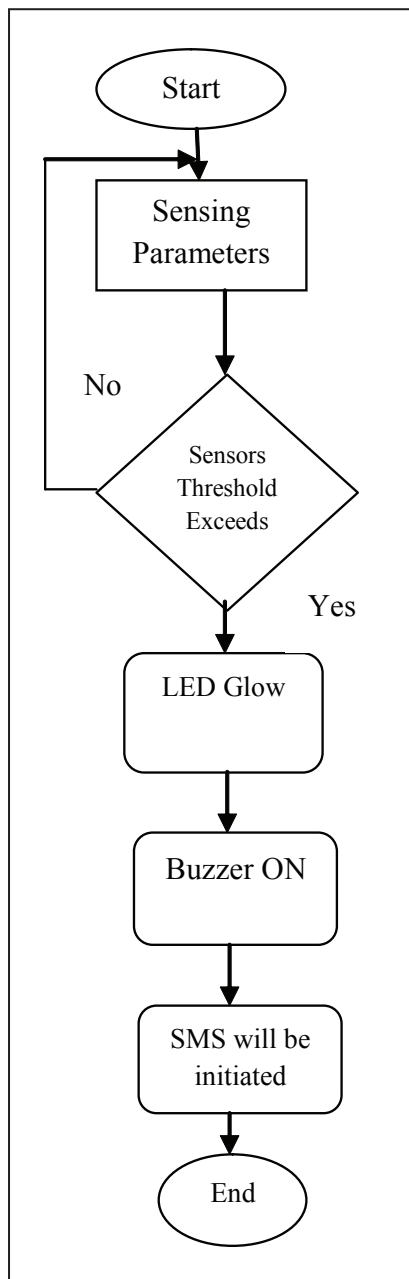 Start
Sensing
Parameters
No
Sensors
Threshold
Exceeds
Yes
LED Glow
Buzzer ON
SMS will be
initiated
End